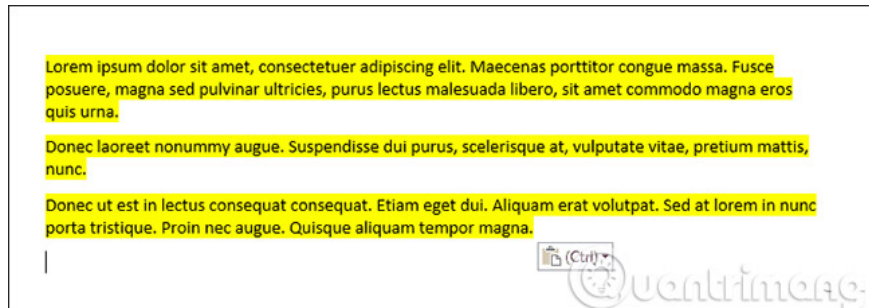 Lorem ipsum dolor sit amet, consectetuer adipiscing elit. Maecenas porttitor congue massa. Fusce
posuere, magna sed pulvinar ultricies, purus lectus malesuada libero, sit amet commodo magna eros
quis urna.
Donec laoreet nonummy augue. Suspendisse dui purus, scelerisque at, vulputate vitae, pretium mattis,
nunc.
Donec ut est in lectus consequat consequat. Etiam eget dui. Aliquam erat volutpat. Sed at lorem in nunc
porta tristique. Proin nec augue. Quisque aliquam tempor magna.
(Ctrl)
Quantrimang